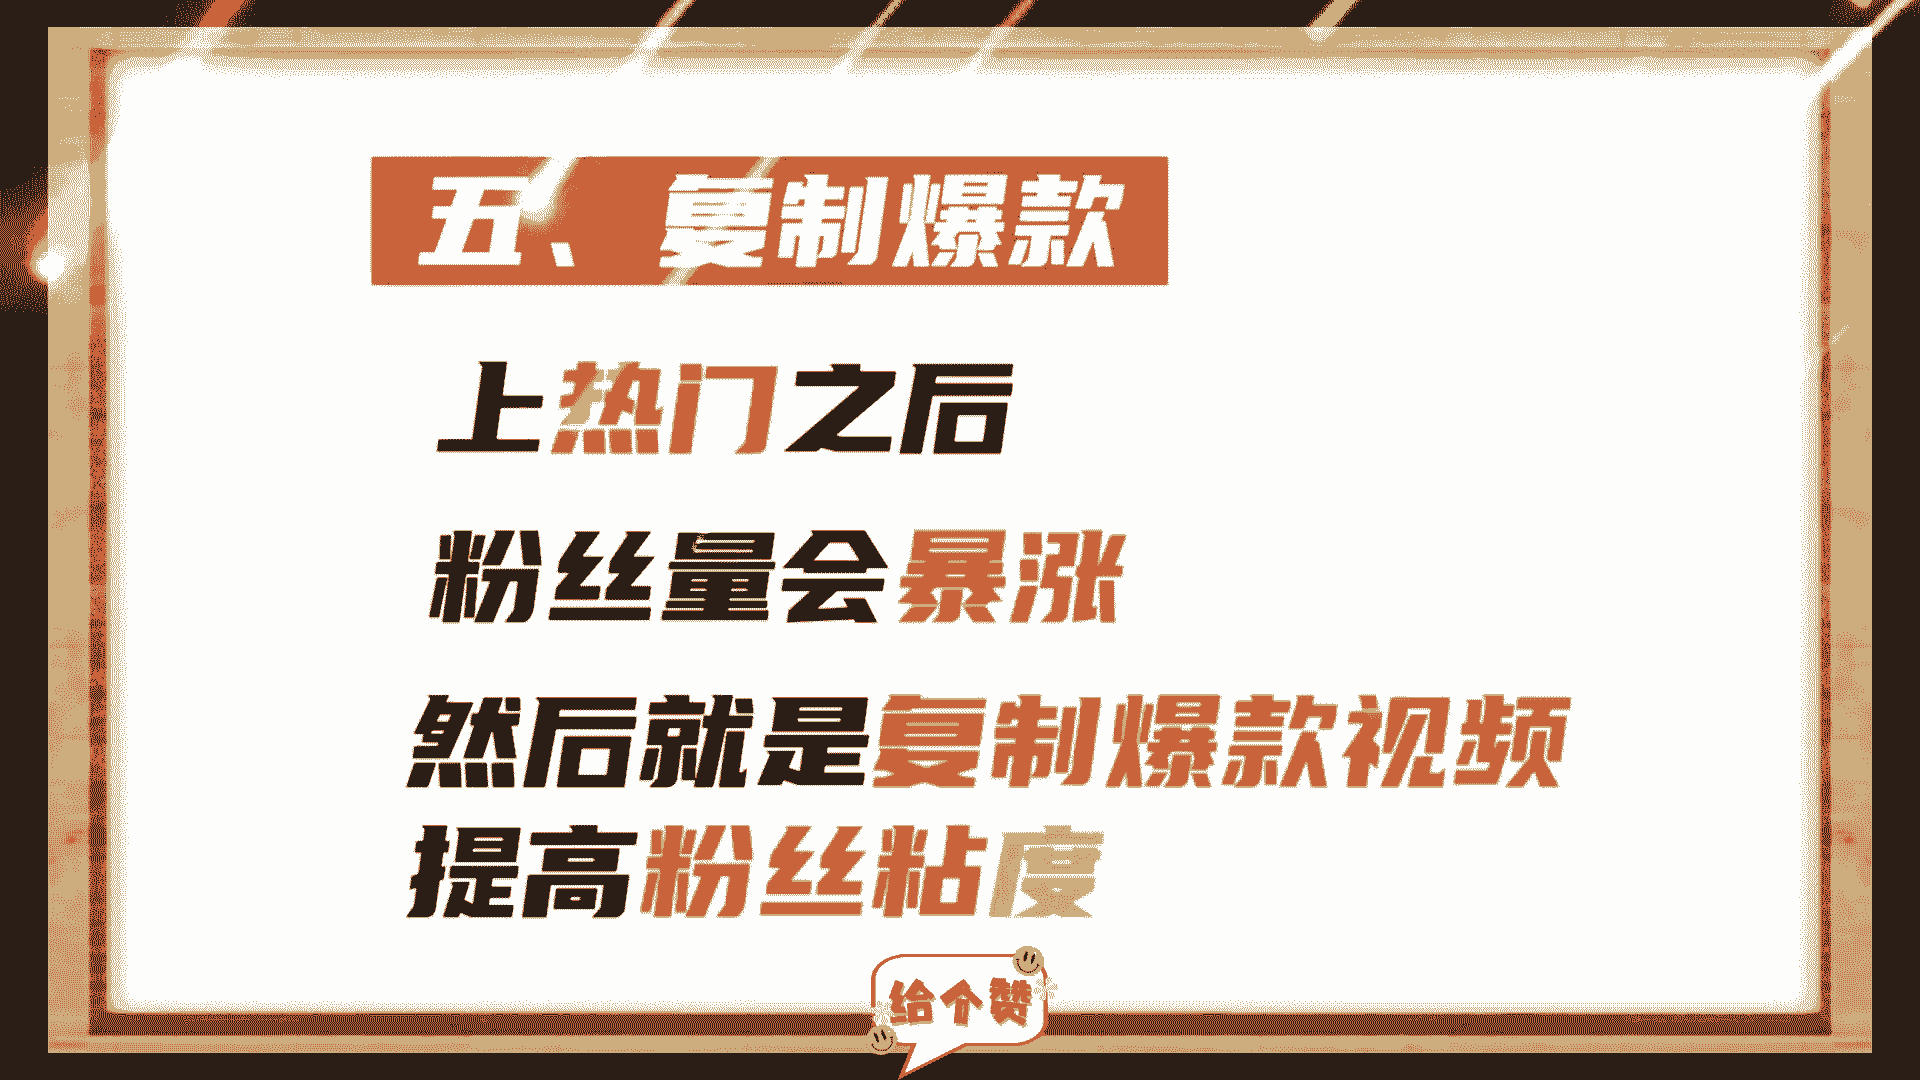 五、复制爆款
上热门之后
粉丝量会暴涨
然后就是复制爆款视频
提高粉丝粘度
给个赞